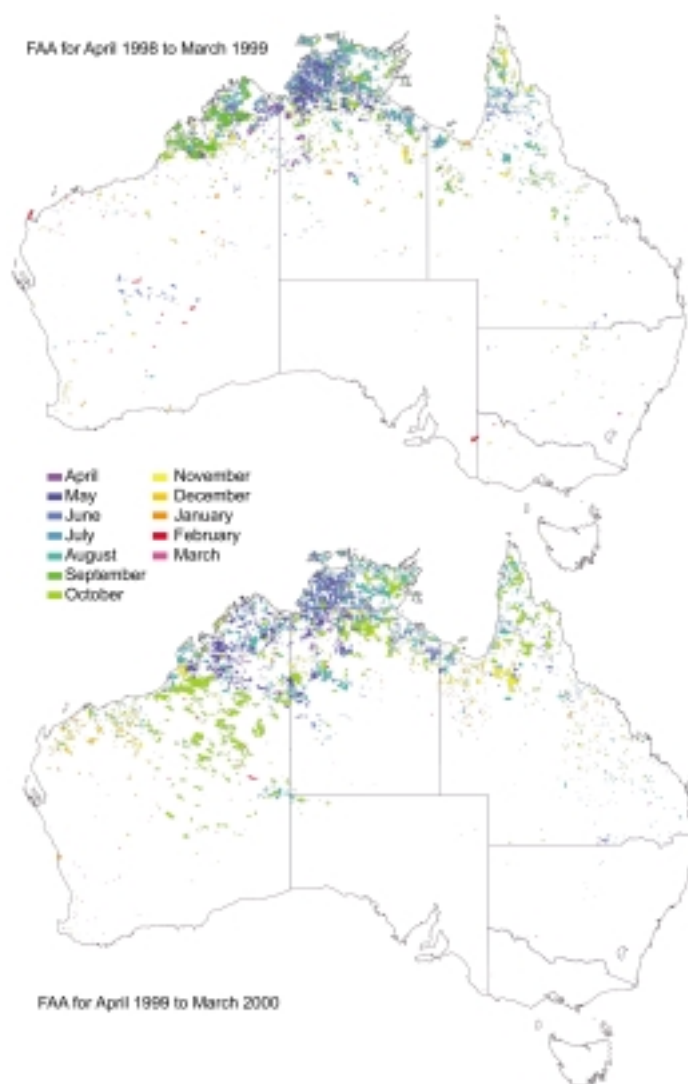 FAA for April 1998 to March 1999
April
May
June
July
August
September
October
November
December
January
February
March
FAA for April 1999 to March 2000